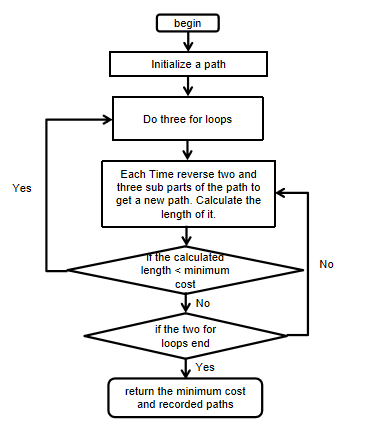 begin
Initialize a path
Do three for loops
Each Time reverse two and
three sub parts of the path to
get a new path. Calculate the
length of it.
Yes
if the calculated
length < minimum
cost
No
No
if the two for
loops end
Yes
return the minimum cost
and recorded paths